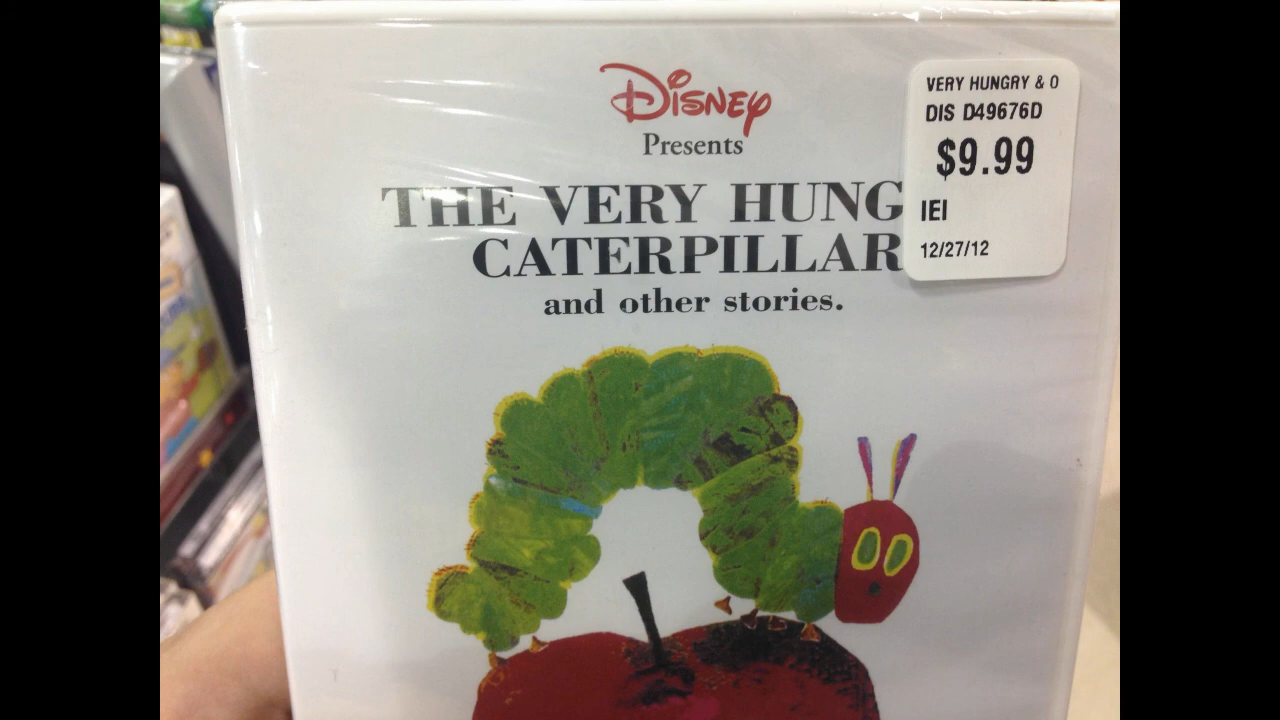 Disney
Presents
THE VERY HUNG
CATERPILLAR
and other stories.
VERY HUNGRY & O
DIS D49676D
$9.99
IEI
12/27/12